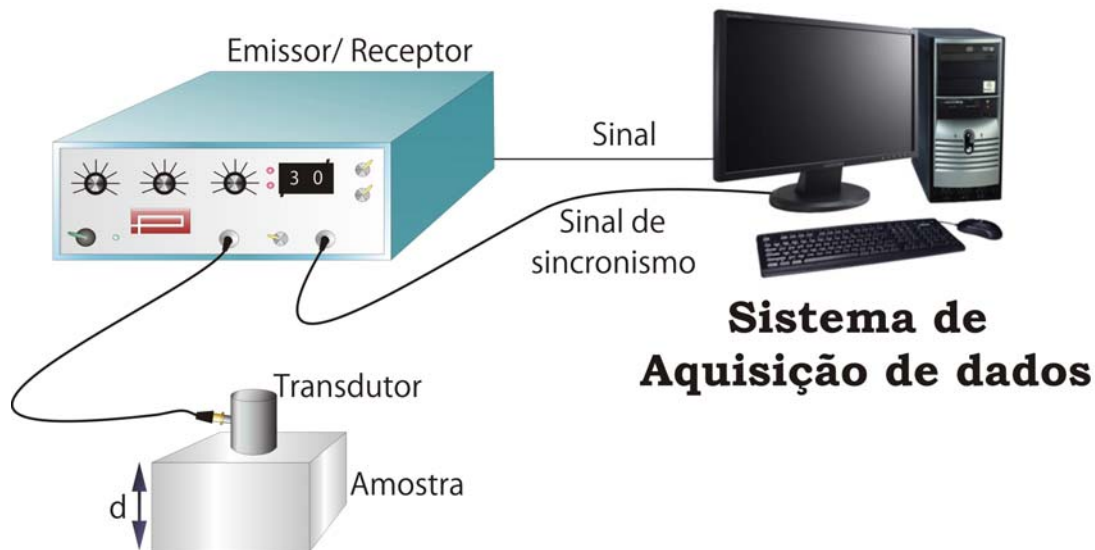 Emissor/ Receptor
3 0
Sinal
Sinal de
sincronismo
Sistema de
Aquisição de dados
Transdutor
Amostra
d